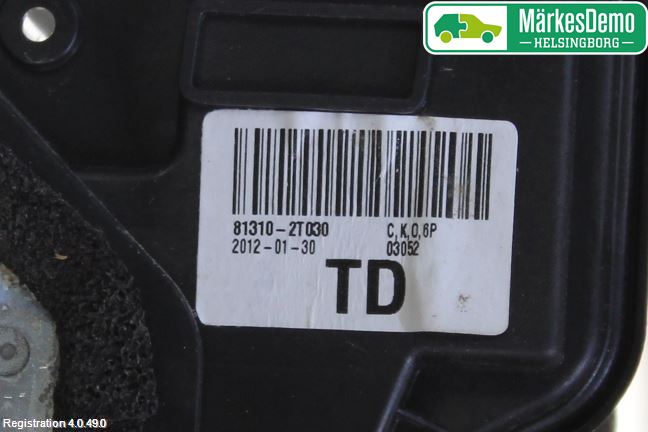 MärkesDemo
HELSINGBORG
81310-2T030 C,K,O,6P
2012-01-30 03052
TD
Registration 4.0.49.0